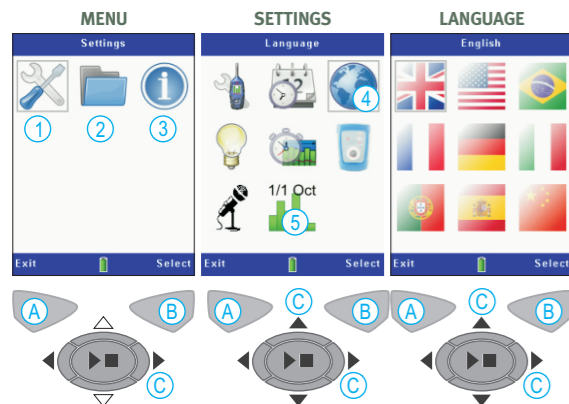 MENU SETTINGS LANGUAGE
Settings Language English
1 2 3 4
12
1/1 Oct
5
Exit Select Exit Select Exit Select
A B A C B A C B
C C C